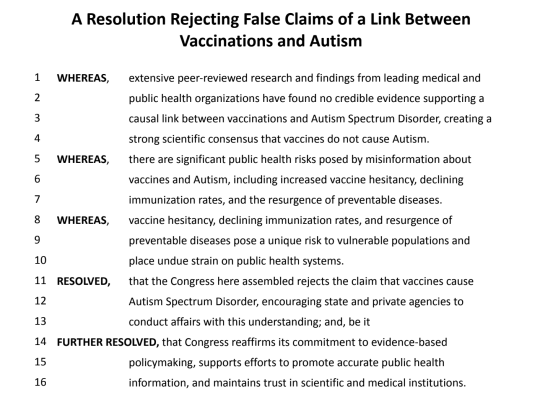 A Resolution Rejecting False Claims of a Link Between
Vaccinations and Autism
1 WHEREAS, extensive peer-reviewed research and findings from leading medical and
2 public health organizations have found no credible evidence supporting a
3 causal link between vaccinations and Autism Spectrum Disorder, creating a
4 strong scientific consensus that vaccines do not cause Autism.
5 WHEREAS, there are significant public health risks posed by misinformation about
6 vaccines and Autism, including increased vaccine hesitancy, declining
7 immunization rates, and the resurgence of preventable diseases.
8 WHEREAS, vaccine hesitancy, declining immunization rates, and resurgence of
9 preventable diseases pose a unique risk to vulnerable populations and
10 place undue strain on public health systems.
11 RESOLVED, that the Congress here assembled rejects the claim that vaccines cause
12 Autism Spectrum Disorder, encouraging state and private agencies to
13 conduct affairs with this understanding; and, be it
14 FURTHER RESOLVED, that Congress reaffirms its commitment to evidence-based
15 policymaking, supports efforts to promote accurate public health
16 information, and maintains trust in scientific and medical institutions.